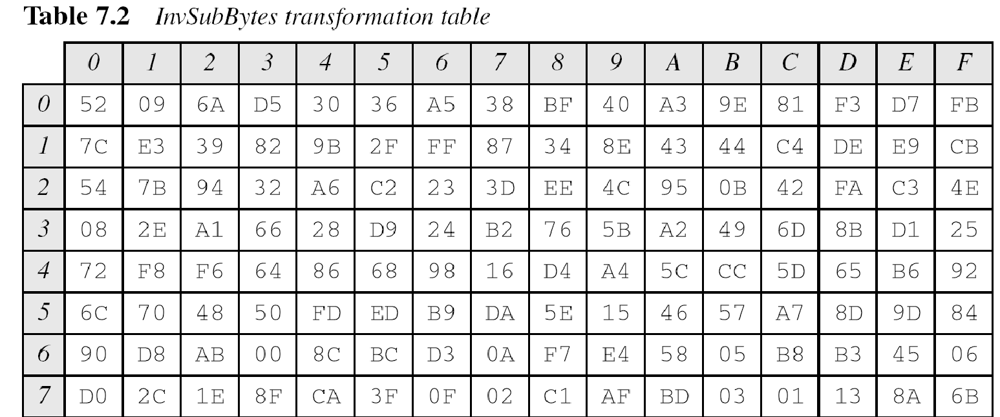 Table 7.2 InvSubBytes transformation table
0 1 2 3 4 5 6 7 8 9 A B C D E F
0 52 09 6A D5 30 36 A5 38 BF 40 A3 9E 81 F3 D7 FB
1 7C E3 39 82 9B 2F FF 87 34 8E 43 44 C4 DE E9 CB
2 54 7B 94 32 A6 C2 23 3D EE 4C 95 0B 42 FA C3 4E
3 08 2E A1 66 28 D9 24 B2 76 5B A2 49 6D 8B D1 25
4 72 F8 F6 64 86 68 98 16 D4 A4 5C CC 5D 65 B6 92
5 6C 70 48 50 FD ED B9 DA 5E 15 46 57 A7 8D 9D 84
6 90 D8 AB 00 8C BC D3 0A F7 E4 58 05 B8 B3 45 06
7 D0 2C 1E 8F CA 3F 0F 02 C1 AF BD 03 01 13 8A 6B